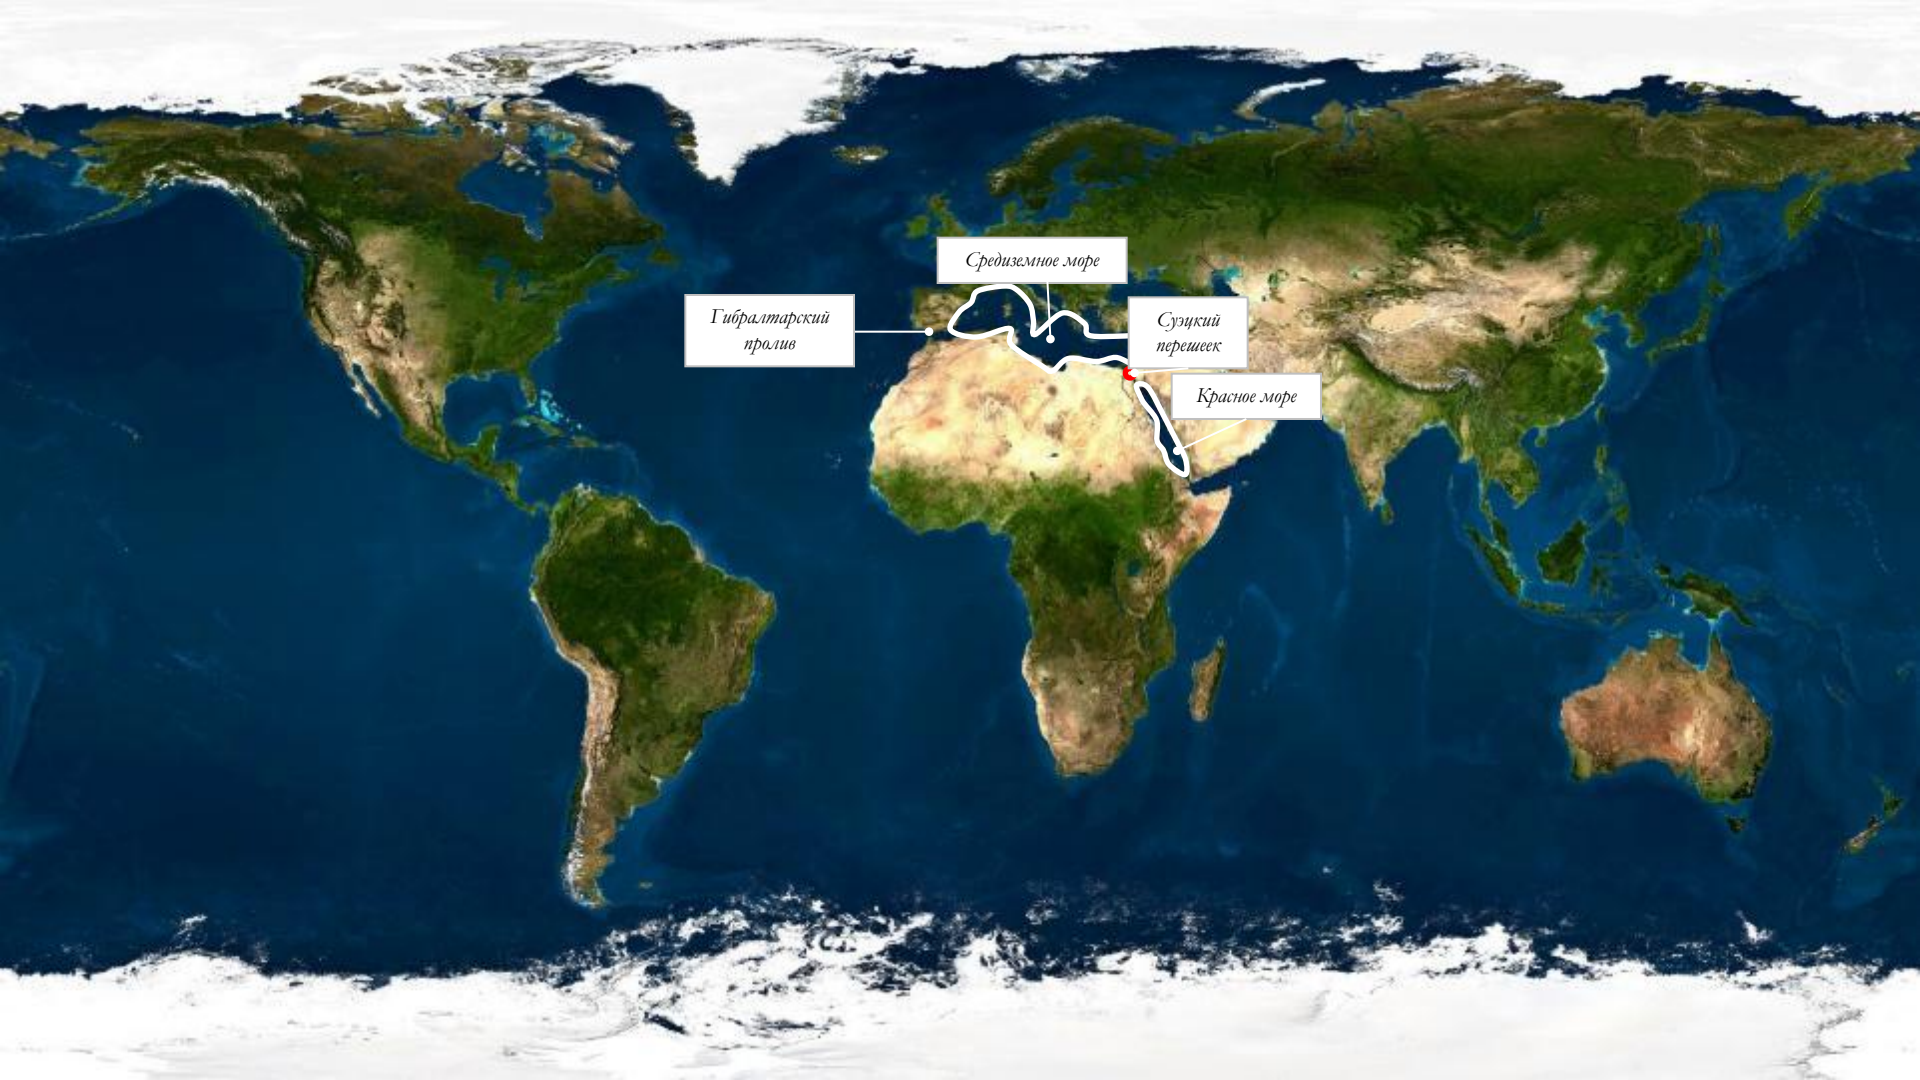 Средиземное море
Гибралтарский
пролив
Суэцкий
перешеек
Красное море